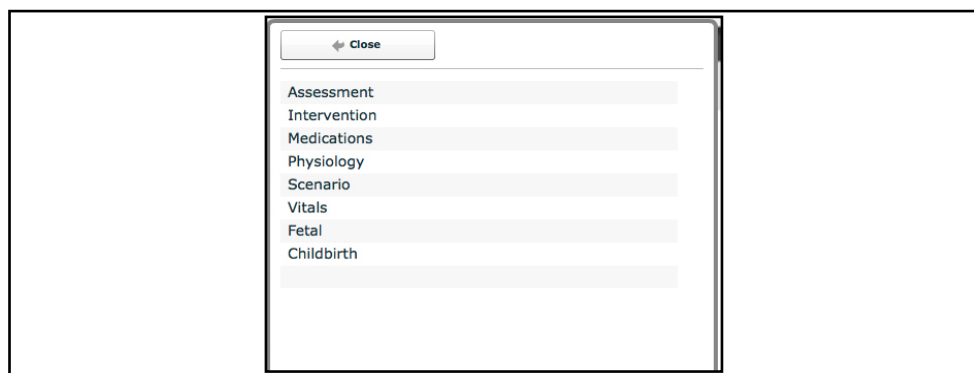 Close
Assessment
Intervention
Medications
Physiology
Scenario
Vitals
Fetal
Childbirth